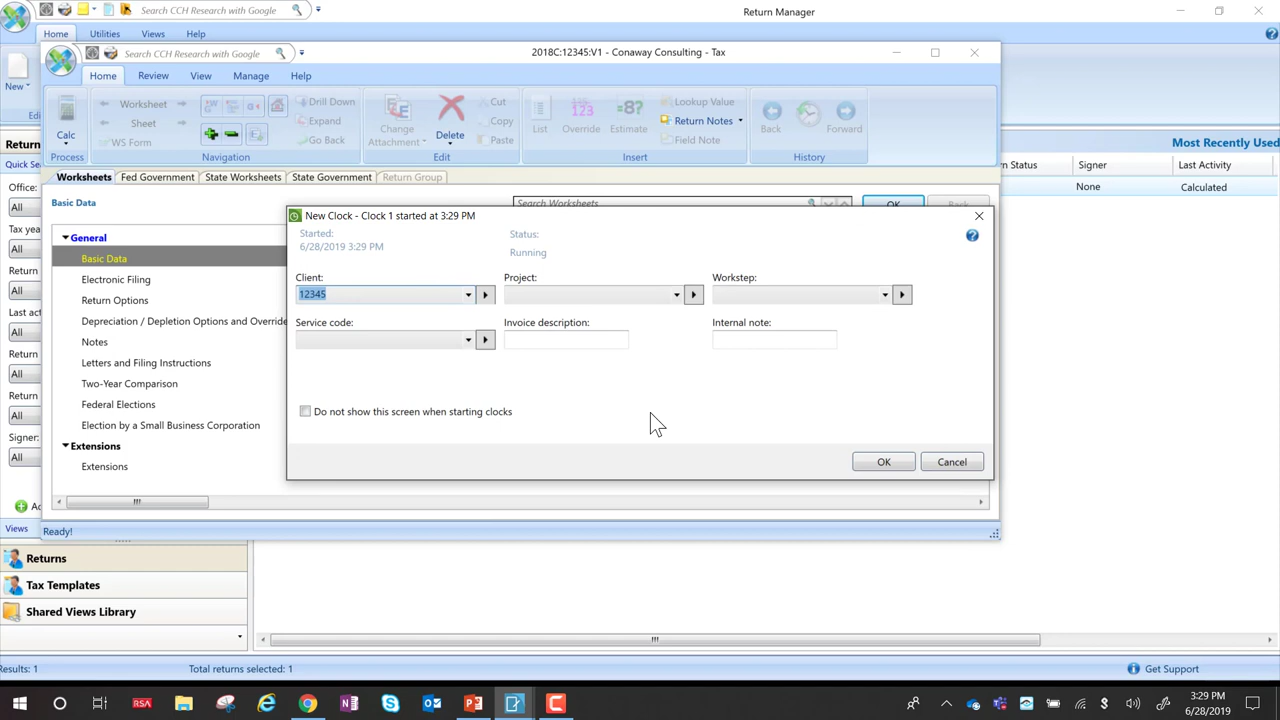 Search CCH Research with Google
Return Manager
Home
Utilities
Views
Help
New
Search CCH Research with Google
2018C:12345:V1 - Conaway Consulting - Tax
Home
Review
View
Manage
Help
Calc
Process
Worksheet
Sheet
WS Form
Navigation
Drill Down
Expand
Go Back
Change Attachment
Delete
Cut
Copy
Paste
Edit
List
Override
Estimate
Lookup Value
Return Notes
Field Note
Insert
Back
Forward
History
Worksheets
Fed Government
State Worksheets
State Government
Return Group
Basic Data
Search Worksheets
OK
Back
General
Basic Data
Electronic Filing
Return Options
Depreciation / Depletion Options and Override
Notes
Letters and Filing Instructions
Two-Year Comparison
Federal Elections
Election by a Small Business Corporation
Extensions
Extensions
Ready!
New Clock - Clock 1 started at 3:29 PM
Started:
6/28/2019 3:29 PM
Status:
Running
Client:
12345
Project:
Workstep:
Service code:
Invoice description:
Internal note:
Do not show this screen when starting clocks
OK
Cancel
Return
Quick Sea
Office:
All
Tax year
All
Return
All
Last act
All
Return
All
Return
All
Signer:
All
Ad
Views
Returns
Tax Templates
Shared Views Library
Most Recently Used
n Status
Signer
Last Activity
None
Calculated
Results: 1
Total returns selected: 1
Get Support
RSA
3:29 PM
6/28/2019